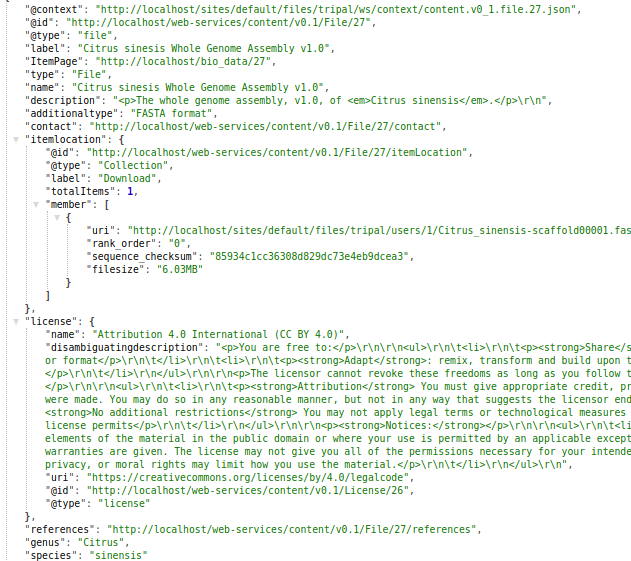 "@context": "http://localhost/sites/default/files/tripal/ws/context/content.v0_1.file.27.json",
"@id": "http://localhost/web-services/content/v0.1/File/27",
"@type": "file",
"label": "Citrus sinesis Whole Genome Assembly v1.0",
"ItemPage": "http://localhost/bio_data/27",
"type": "File",
"name": "Citrus sinesis Whole Genome Assembly v1.0",
"description": "<p>The whole genome assembly, v1.0, of <em>Citrus sinensis</em>.</p>\r\n",
"additionaltype": "FASTA format",
"contact": "http://localhost/web-services/content/v0.1/File/27/contact",
"itemlocation": {
"@id": "http://localhost/web-services/content/v0.1/File/27/itemLocation",
"@type": "Collection",
"label": "Download",
"totalItems": 1,
"member": [
{
"uri": "http://localhost/sites/default/files/tripal/users/1/Citrus_sinensis-scaffold00001.fas
"rank_order": "0",
"sequence_checksum": "85934c1cc36308d829dc73e4eb9dcea3",
"filesize": "6.03MB"
}
]
},
"license": {
"name": "Attribution 4.0 International (CC BY 4.0)",
"disambiguatingdescription": "<p>You are free to:</p>\r\n\r\n<ul>\r\n\t<li>\r\n\t<p><strong>Share</s
or format</p>\r\n\t</li>\r\n\t<li>\r\n\t<p><strong>Adapt</strong>: remix, transform and build upon t
</p>\r\n\t</li>\r\n</ul>\r\n\r\n<p>The licensor cannot revoke these freedoms as long as you follow t
</p>\r\n\r\n<ul>\r\n\t<li>\r\n\t<p><strong>Attribution</strong> You must give appropriate credit, pr
were made. You may do so in any reasonable manner, but not in any way that suggests the licensor end
<strong>No additional restrictions</strong> You may not apply legal terms or technological measures
license permits</p>\r\n\t</li>\r\n</ul>\r\n\r\n<p><strong>Notices:</strong></p>\r\n\r\n<ul>\r\n\t<li
elements of the material in the public domain or where your use is permitted by an applicable except
warranties are given. The license may not give you all of the permissions necessary for your intende
privacy, or moral rights may limit how you use the material.</p>\r\n\t</li>\r\n</ul>\r\n",
"uri": "https://creativecommons.org/licenses/by/4.0/legalcode",
"@id": "http://localhost/web-services/content/v0.1/License/26",
"@type": "license"
},
"references": "http://localhost/web-services/content/v0.1/File/27/references",
"genus": "Citrus",
"species": "sinensis"